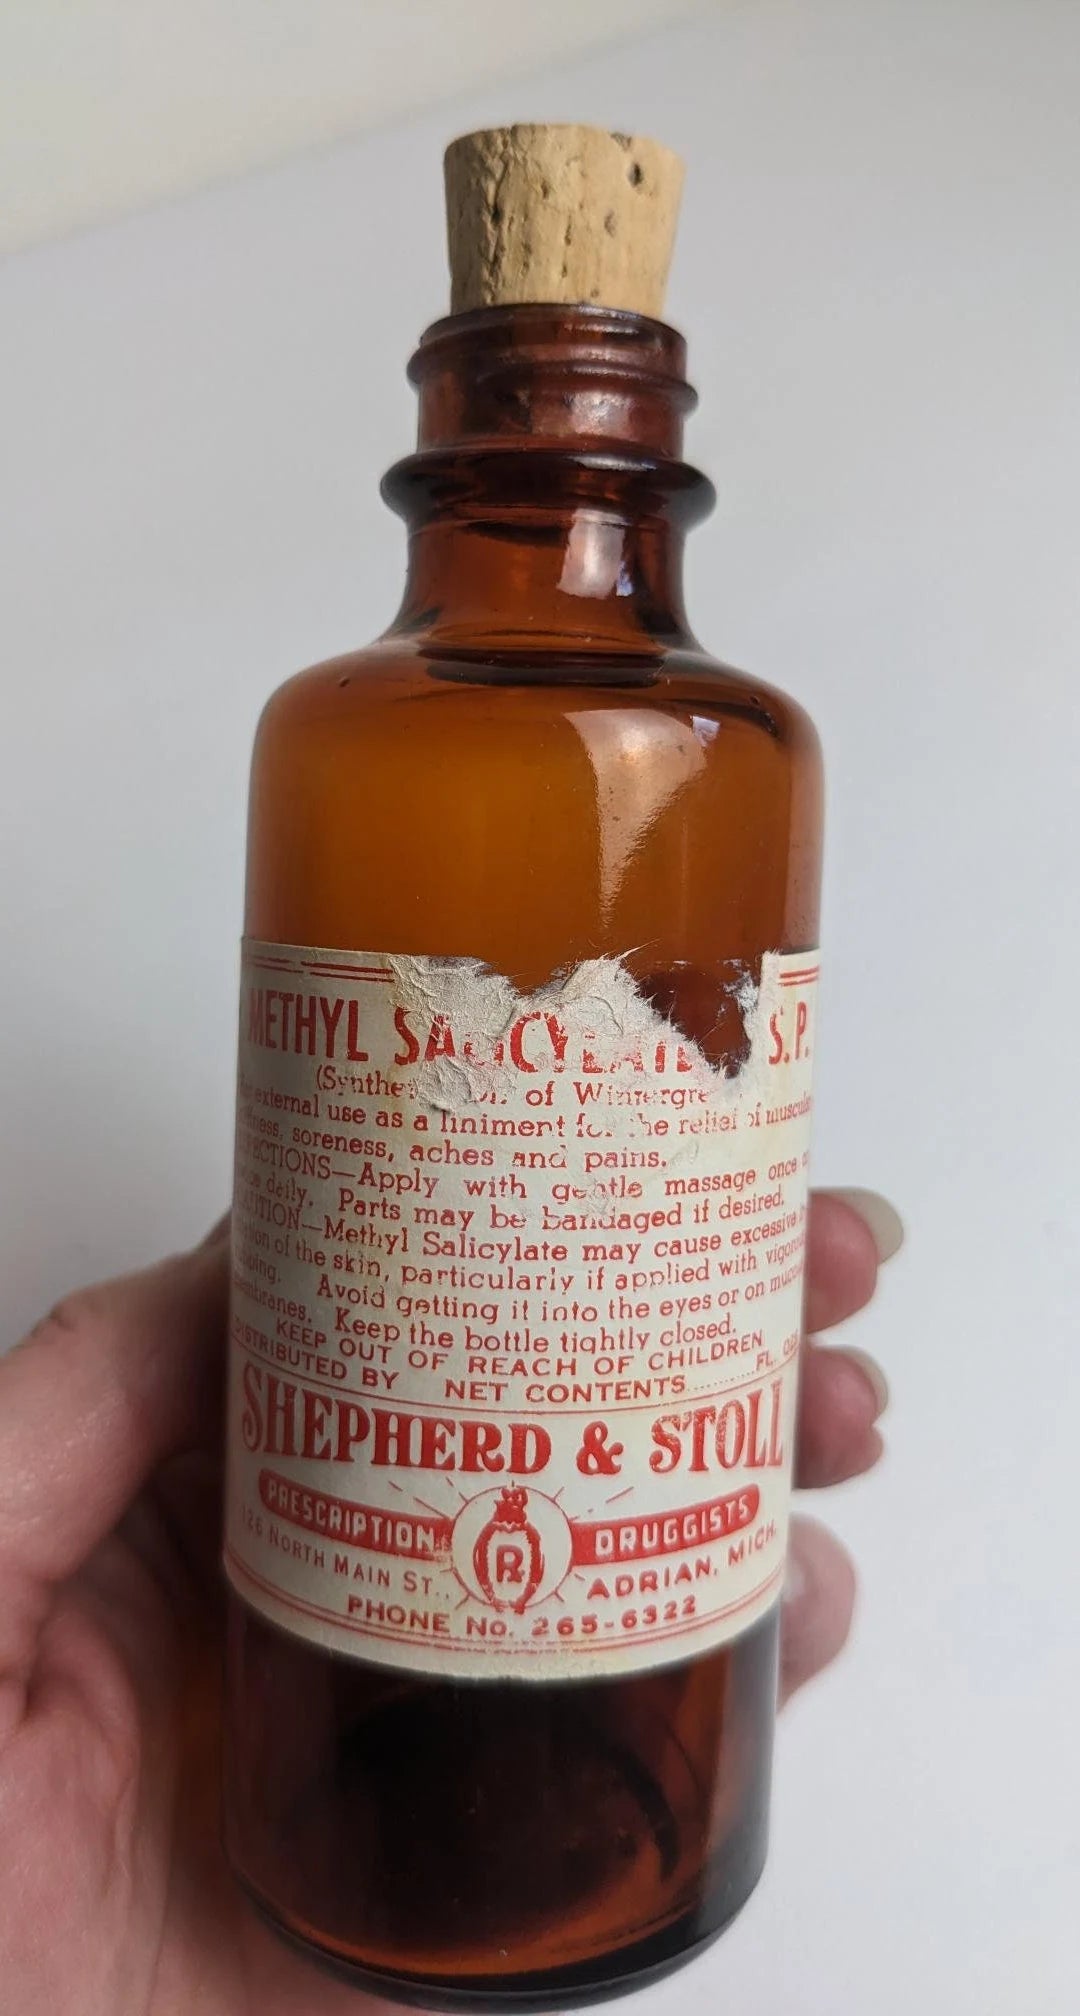 METHYL S.P.
of
external use as a liniment the relief of
soreness, aches and pains.
—Apply with gentle massage once
daily. Parts may be bandaged if desired.
—Methyl Salicylate may cause excessive
of the skin, particularly if applied with
Avoid getting it into the eyes or on
Keep the bottle tightly closed.
KEEP OUT OF REACH OF CHILDREN
DISTRIBUTED BY NET CONTENTS.......... FL.
SHEPHERD & STOLL
PRESCRIPTION ℞ DRUGGISTS
NORTH MAIN ST., ADRIAN, MICH.
PHONE NO. 265-6322